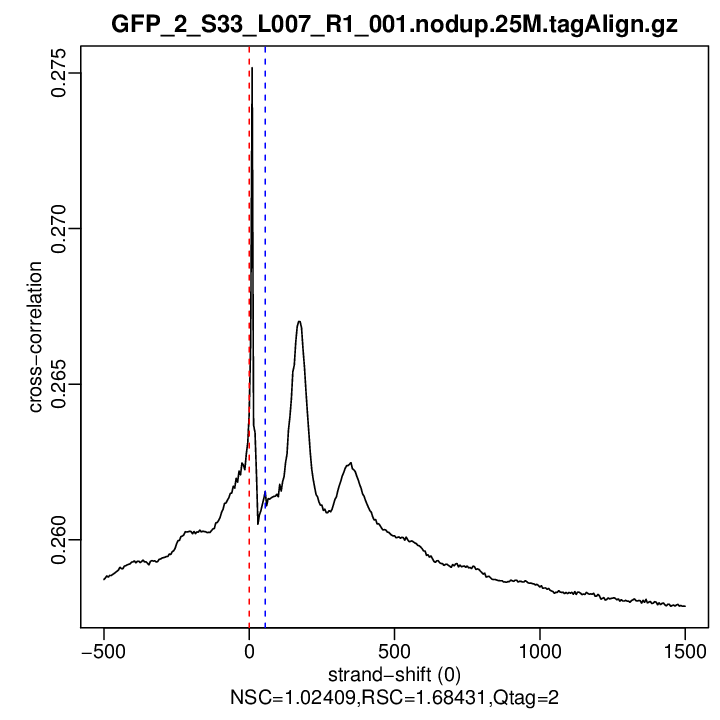 GFP_2_S33_L007_R1_001.nodup.25M.tagAlign.gz
0.275
0.270
0.265
0.260
cross−correlation
−500 0 500 1000 1500
strand−shift (0)
NSC=1.02409,RSC=1.68431,Qtag=2